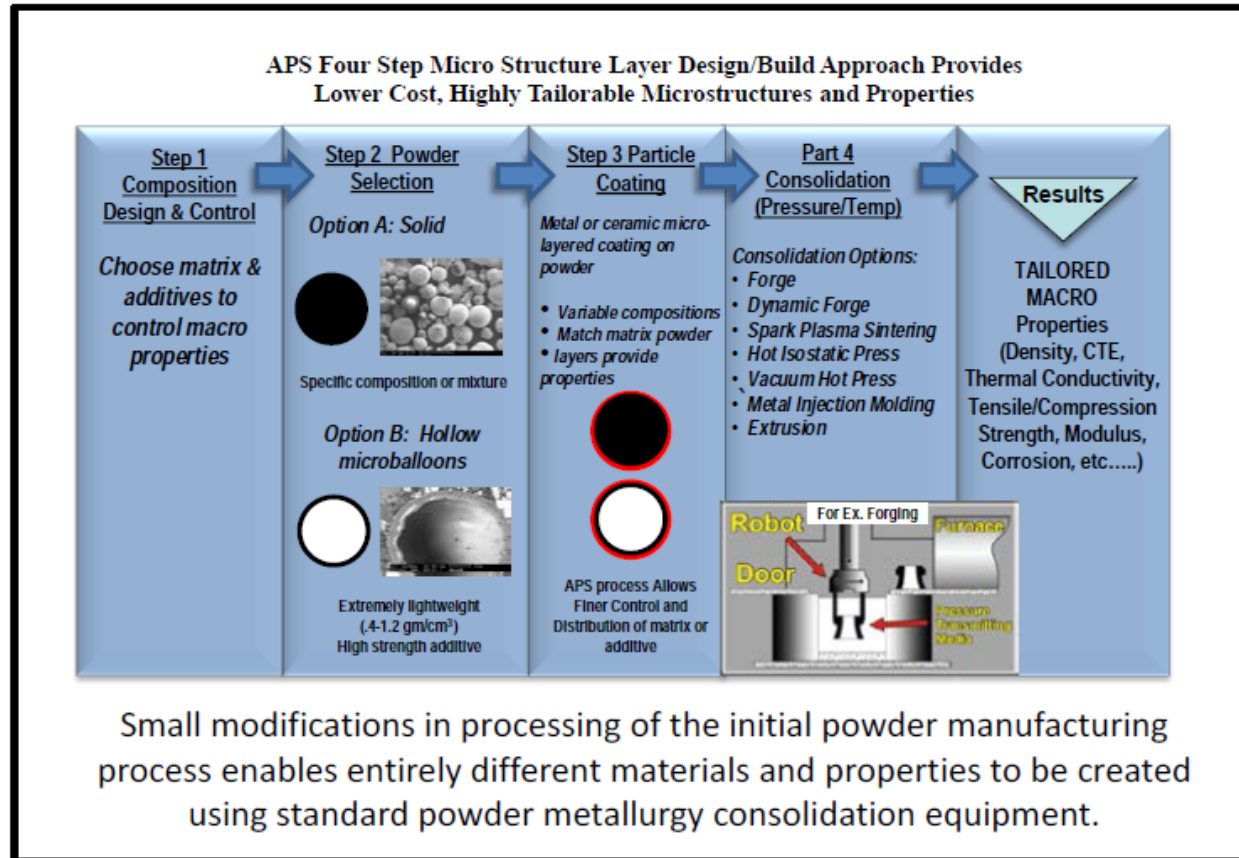 APS Four Step Micro Structure Layer Design/Build Approach Provides
Lower Cost, Highly Tailorable Microstructures and Properties
Step 1
Composition
Design & Control
Choose matrix &
additives to
control macro
properties
Step 2 Powder
Selection
Option A: Solid
Specific composition or mixture
Option B: Hollow
microballoons
Extremely lightweight
(.4-1.2 gm/cm³)
High strength additive
Step 3 Particle
Coating
Metal or ceramic micro-
layered coating on
powder
• Variable compositions
• Match matrix powder
• layers provide
properties
APS process Allows
Finer Control and
Distribution of matrix or
additive
Part 4
Consolidation
(Pressure/Temp)
Consolidation Options:
• Forge
• Dynamic Forge
• Spark Plasma Sintering
• Hot Isostatic Press
• Vacuum Hot Press
• Metal Injection Molding
• Extrusion
For Ex. Forging
Robot
Furnace
Door
Pressure
Transmitting
Media
Results
TAILORED
MACRO
Properties
(Density, CTE,
Thermal Conductivity,
Tensile/Compression
Strength, Modulus,
Corrosion, etc…..)
Small modifications in processing of the initial powder manufacturing
process enables entirely different materials and properties to be created
using standard powder metallurgy consolidation equipment.